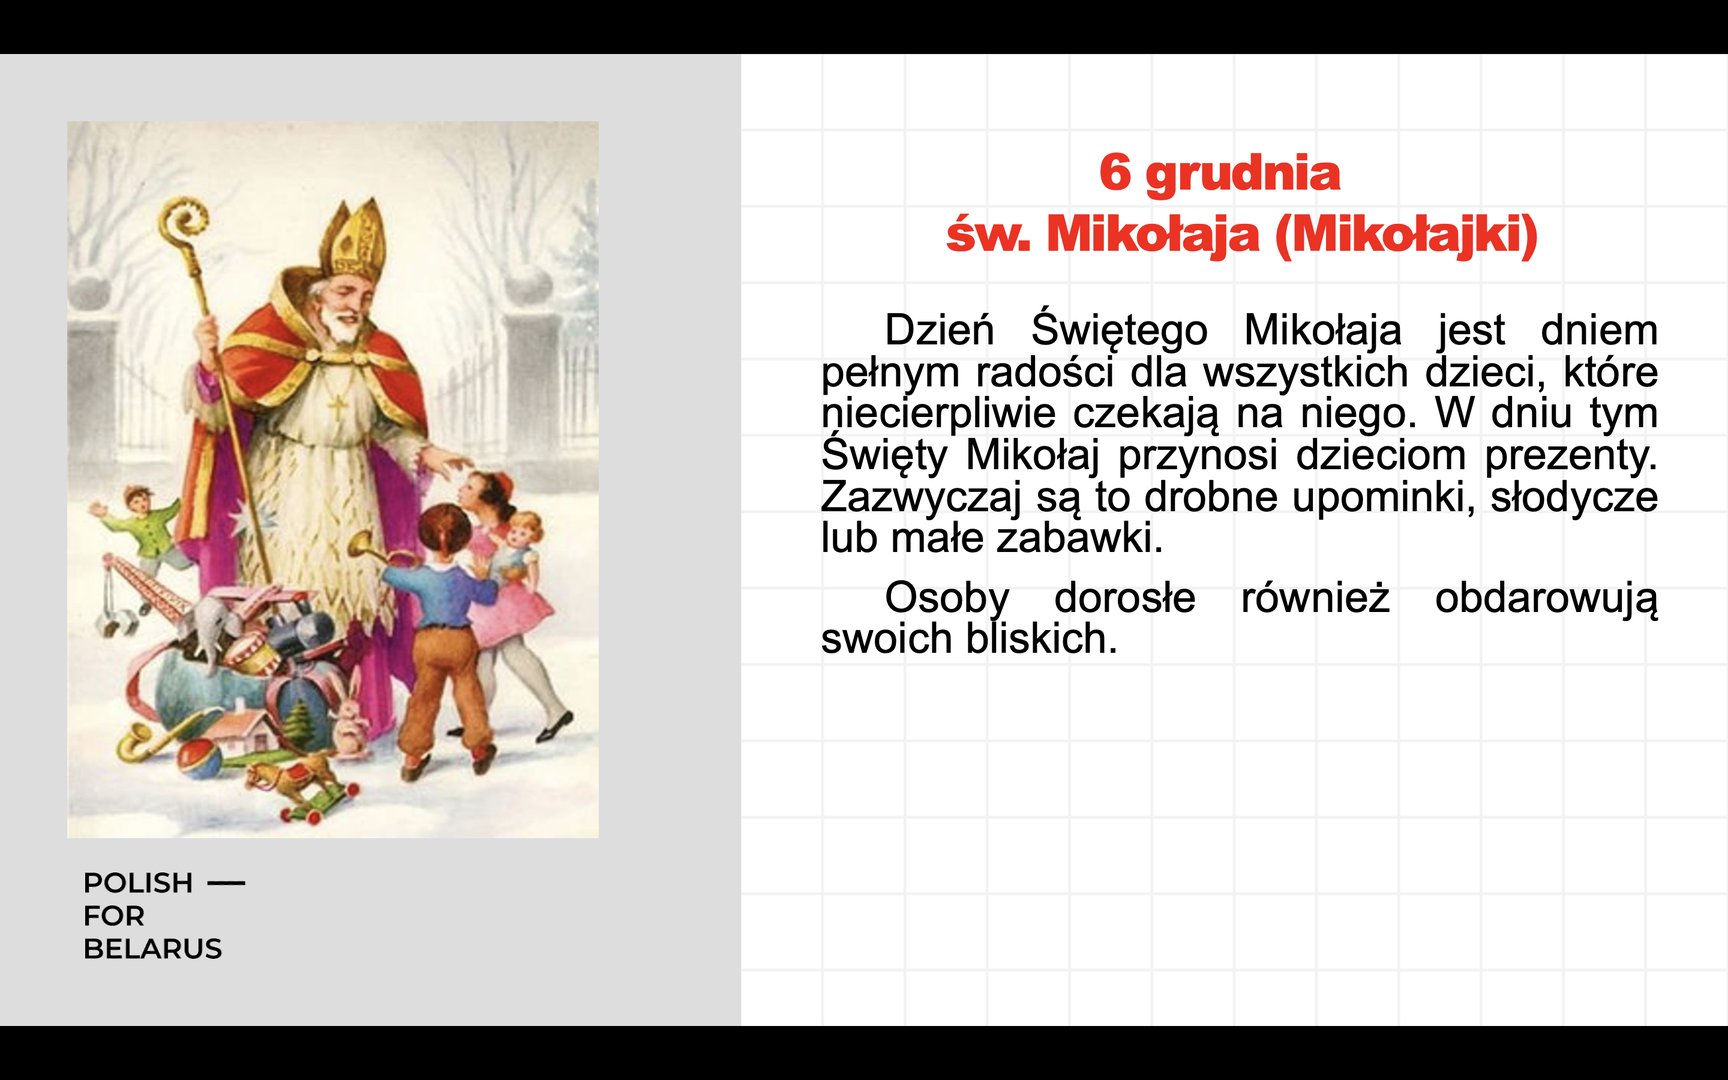 6 grudnia
św. Mikołaja (Mikołajki)
Dzień Świętego Mikołaja jest dniem
pełnym radości dla wszystkich dzieci, które
niecierpliwie czekają na niego. W dniu tym
Święty Mikołaj przynosi dzieciom prezenty.
Zazwyczaj są to drobne upominki, słodycze
lub małe zabawki.
Osoby dorosłe również obdarowują
swoich bliskich.
POLISH —
FOR
BELARUS